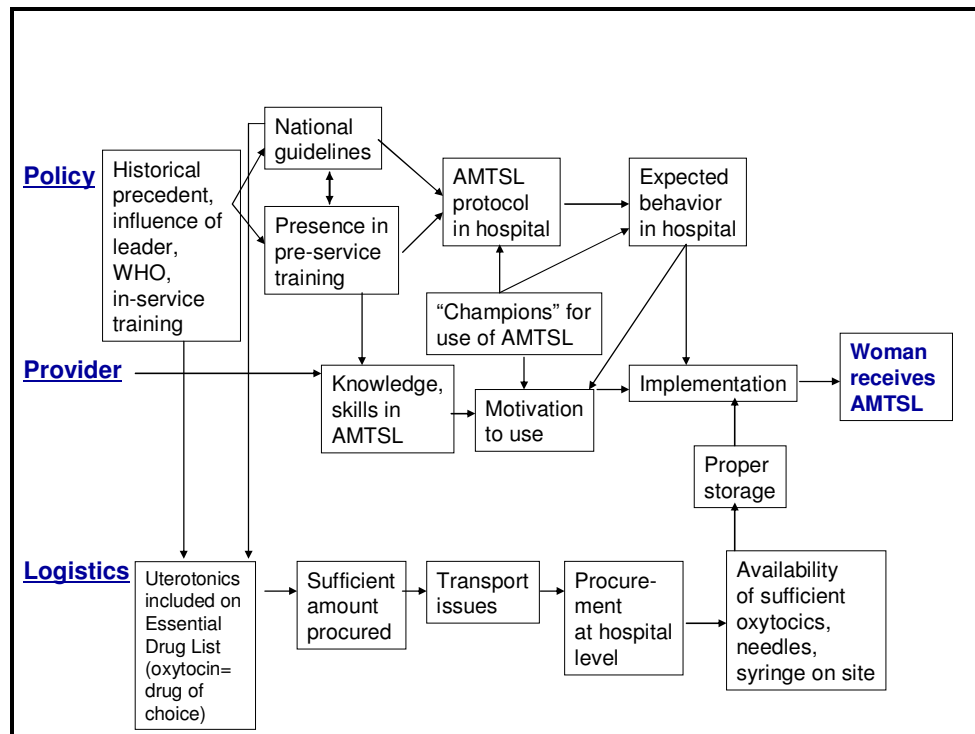 Policy
Historical
precedent,
influence of
leader,
WHO,
in-service
training
National
guidelines
Presence in
pre-service
training
AMTSL
protocol
in hospital
Expected
behavior
in hospital
“Champions” for
use of AMTSL
Provider
Knowledge,
skills in
AMTSL
Motivation
to use
Implementation
Woman
receives
AMTSL
Proper
storage
Logistics
Uterotonics
included on
Essential
Drug List
(oxytocin=
drug of
choice)
Sufficient
amount
procured
Transport
issues
Procure-
ment
at hospital
level
Availability
of sufficient
oxytocics,
needles,
syringe on site